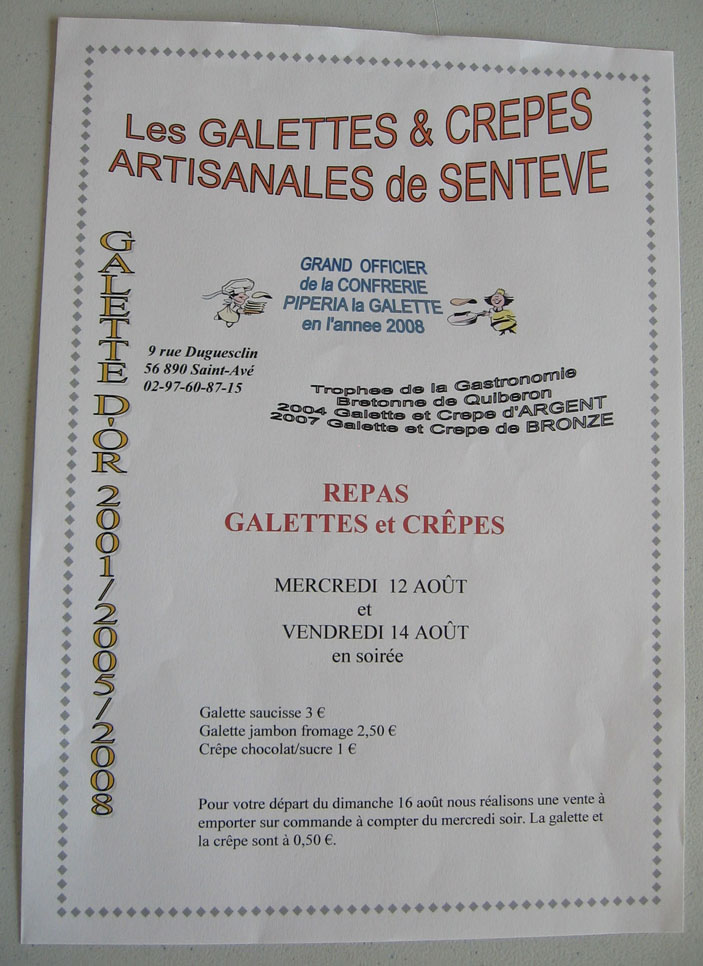 Les GALETTES & CREPES
ARTISANALES de SENTEVE
GALETTE D'OR 2001/2005/2008
GRAND OFFICIER
de la CONFRERIE
PIPERIA la GALETTE
en l'annee 2008
9 rue Duguesclin
56 890 Saint-Avé
02-97-60-87-15
Trophee de la Gastronomie
Bretonne de Quiberon
2004 Galette et Crepe d'ARGENT
2007 Galette et Crepe de BRONZE
REPAS
GALETTES et CRÊPES
MERCREDI 12 AOÛT
et
VENDREDI 14 AOÛT
en soirée
Galette saucisse 3 €
Galette jambon fromage 2,50 €
Crêpe chocolat/sucre 1 €
Pour votre départ du dimanche 16 août nous réalisons une vente à
emporter sur commande à compter du mercredi soir. La galette et
la crêpe sont à 0,50 €.